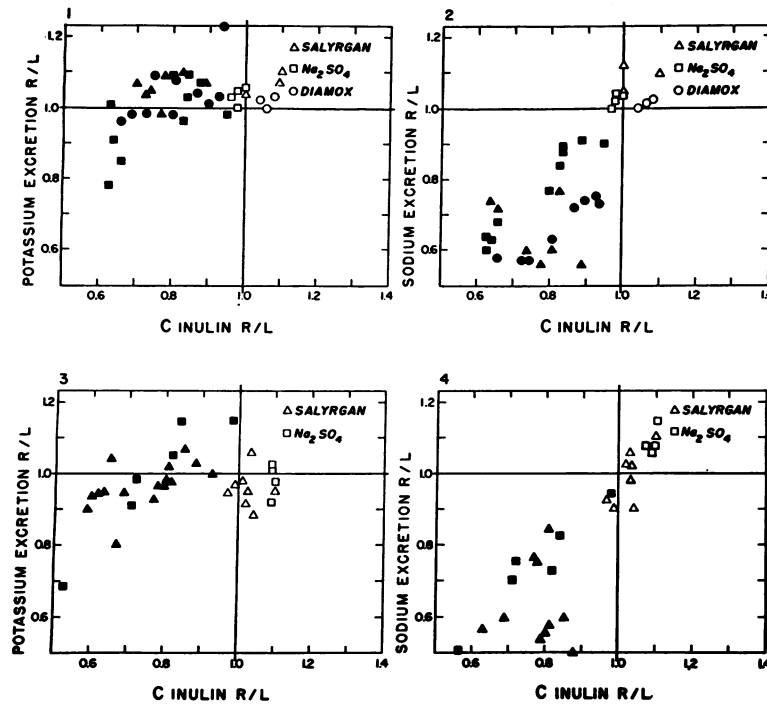 1
1.2
△ SALYRGAN
□ Na2SO4
○ DIAMOX
1.0
0.8
0.6
POTASSIUM EXCRETION R/L
0.6 0.8 1.0 1.2 1.4
C INULIN R/L
2
1.2
△ SALYRGAN
□ Na2SO4
○ DIAMOX
1.0
0.8
0.6
SODIUM EXCRETION R/L
0.6 0.8 1.0 1.2 1.4
C INULIN R/L
3
1.2
△ SALYRGAN
□ Na2SO4
1.0
0.8
0.6
POTASSIUM EXCRETION R/L
0.6 0.8 1.0 1.2 1.4
C INULIN R/L
4
1.2
△ SALYRGAN
□ Na2SO4
1.0
0.8
0.6
SODIUM EXCRETION R/L
0.6 0.8 1.0 1.2 1.4
C INULIN R/L